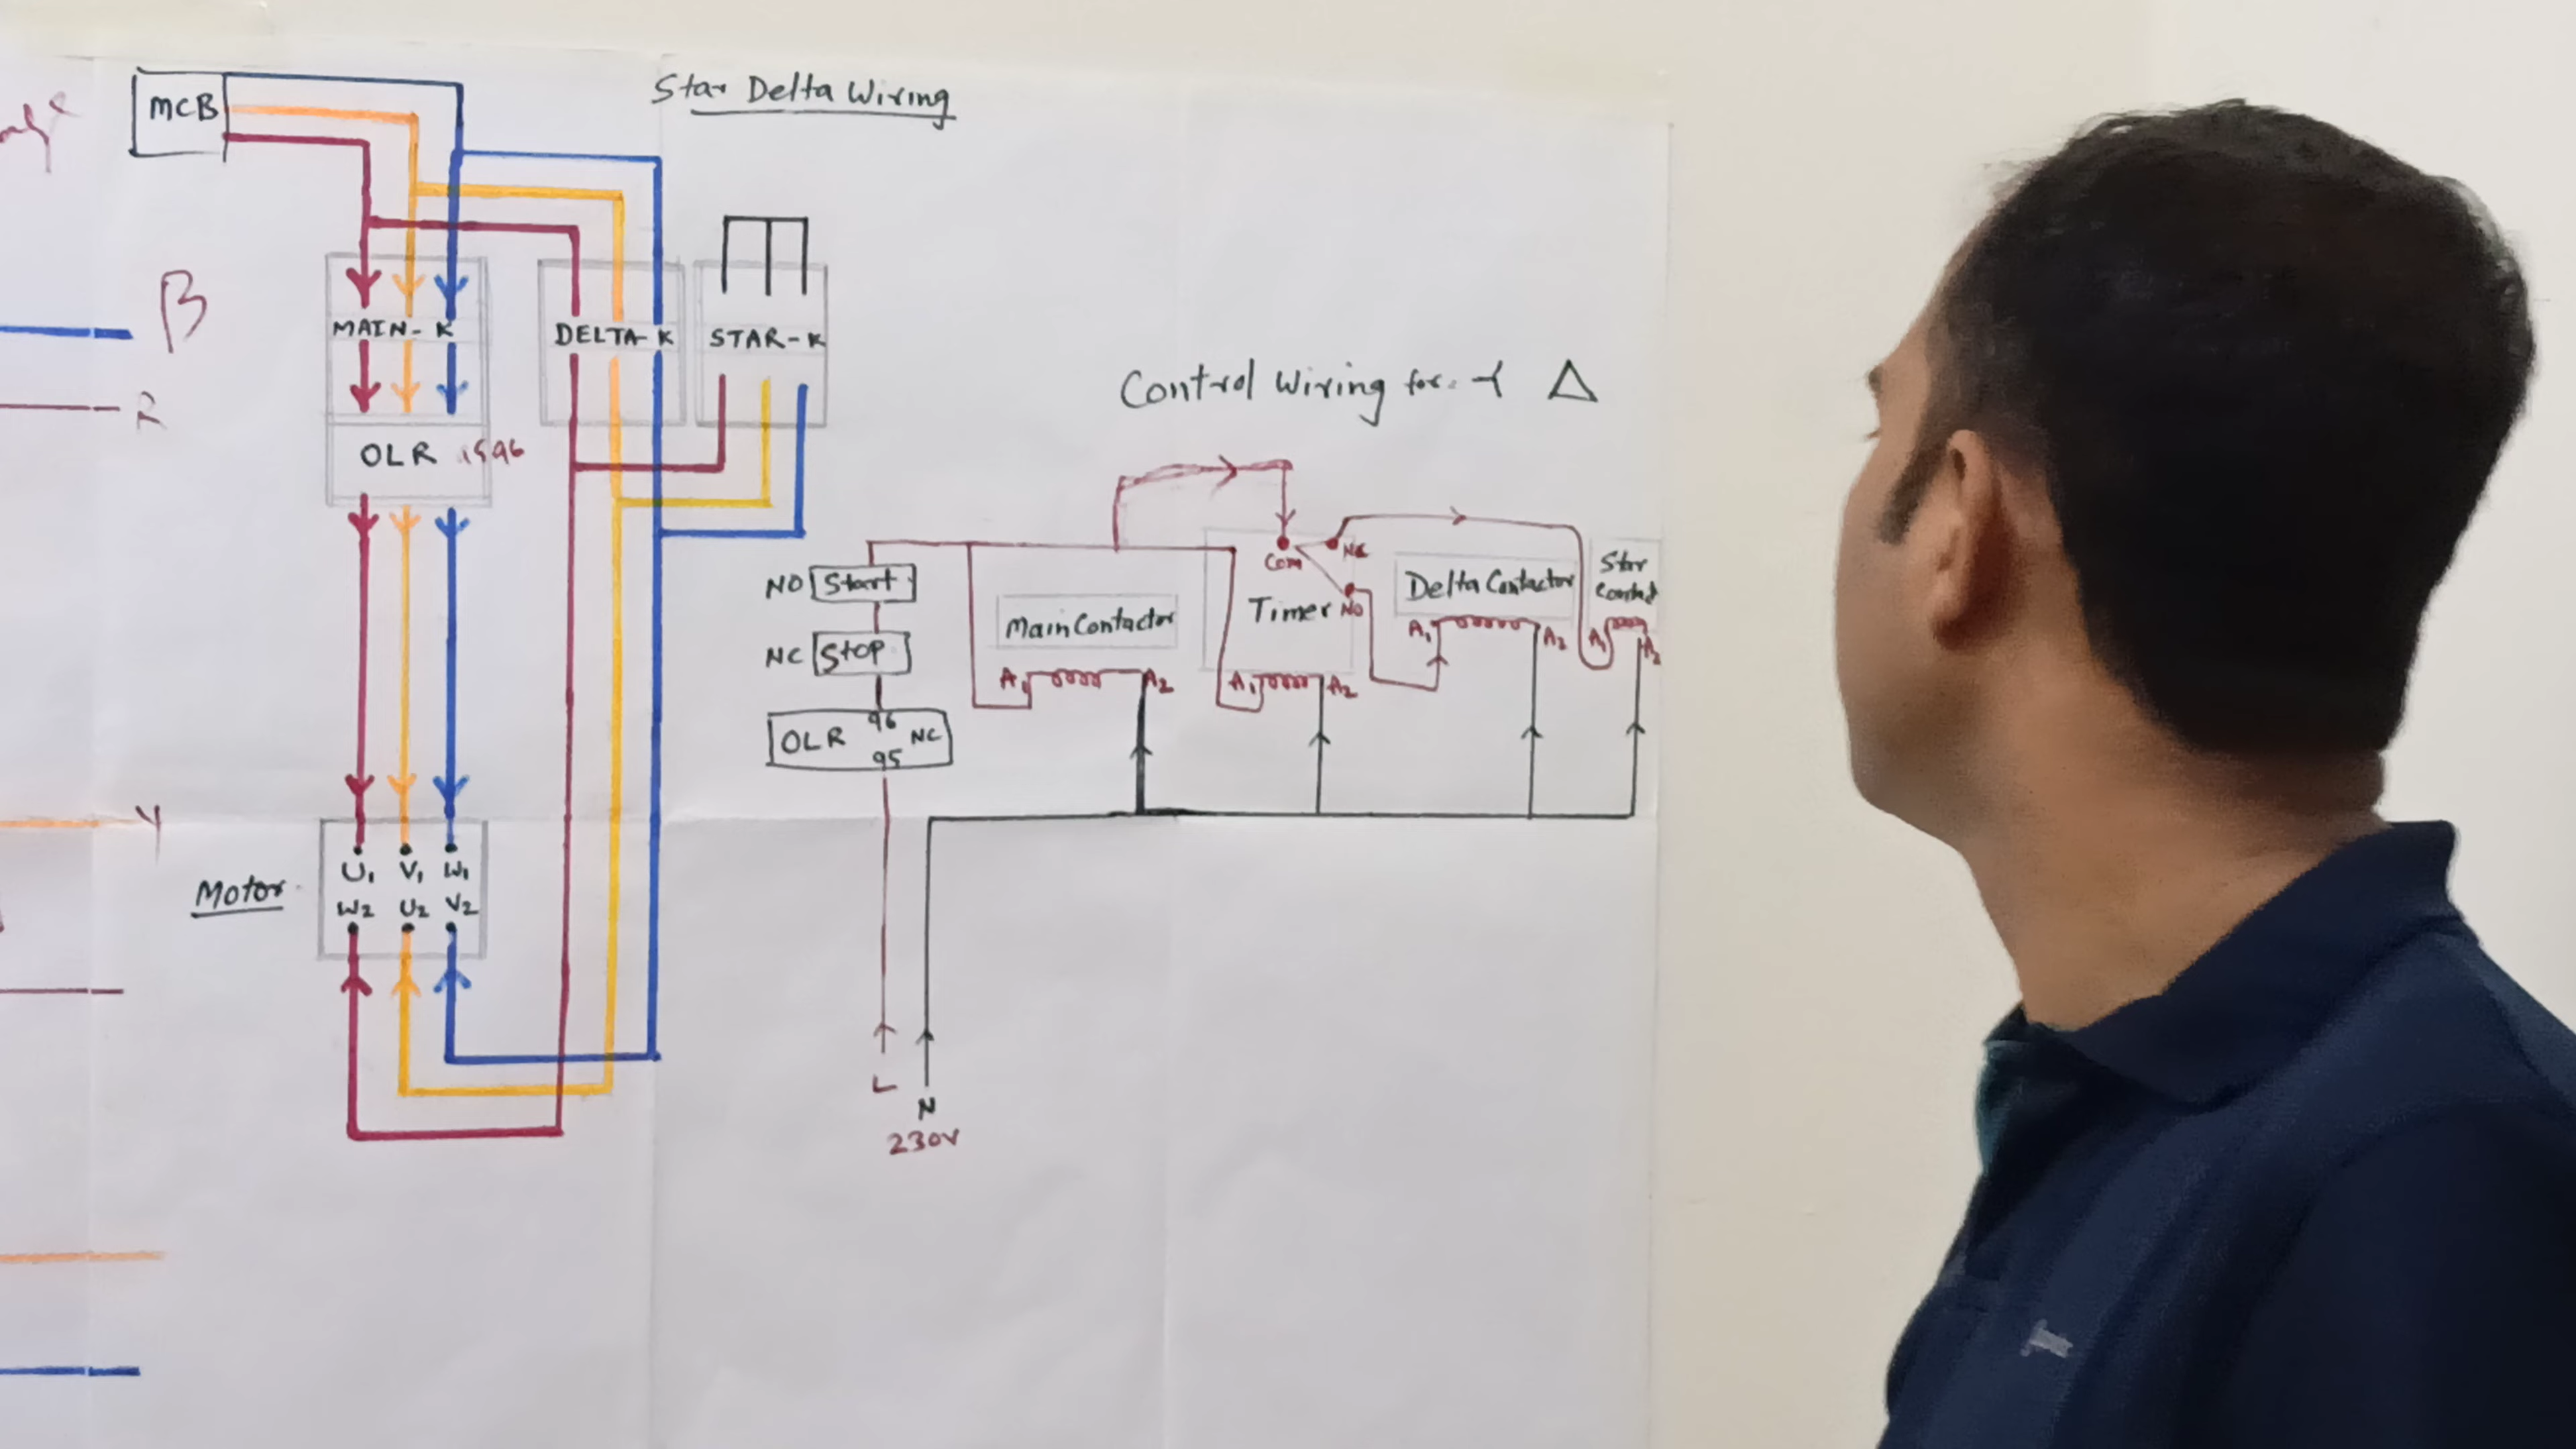 MCB
Star Delta Wiring
B
R
MAIN-K
DELTA-K
STAR-K
OLR
Control Wiring for Y Δ
NO Start
NC Stop
OLR 96 NC
95
Main Contactor
A1 A2
Com NC
Timer NO
A1 A2
Delta Contactor
A1 A2
Star
A1 A2
Y
Motor
U1 V1 W1
W2 U2 V2
L
N
230V